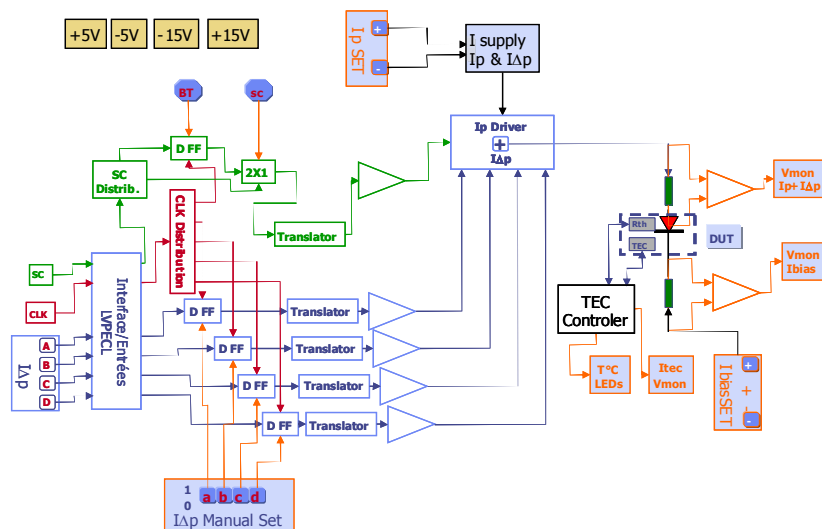 +5V
-5V
-15V
+15V
Ip SET
+
-
I supply
Ip & IΔp
BT
sc
D FF
2X1
SC
Distrib.
Translator
Ip Driver
+
IΔp
Vmon
Ip+ IΔp
Rth
TEC
DUT
CLK Distribution
Interface/Entrées
LVPECL
SC
CLK
IΔp
A
B
C
D
D FF
Translator
D FF
Translator
D FF
Translator
D FF
Translator
TEC
Controler
Vmon
Ibias
T°C
LEDs
Itec
Vmon
IbiasSET
+
+
-
-
1
0
a
b
c
d
IΔp Manual Set